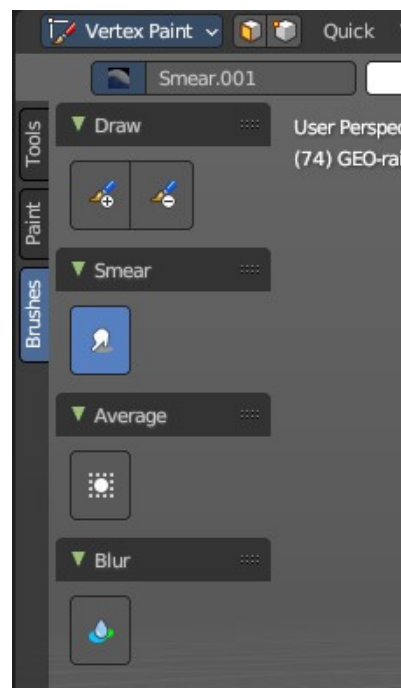 Vertex Paint
Quick
Smear.001
Tools
Paint
Brushes
Draw
User Perspec
(74) GEO-rai
Smear
Average
Blur